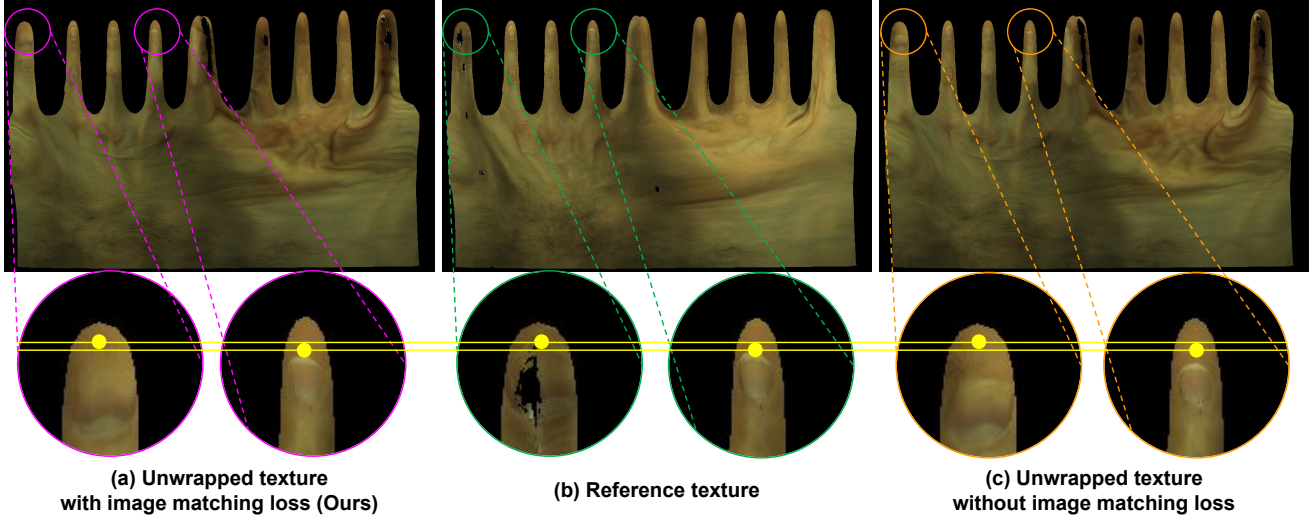 (a) Unwrapped texture
with image matching loss (Ours)
(b) Reference texture
(c) Unwrapped texture
without image matching loss